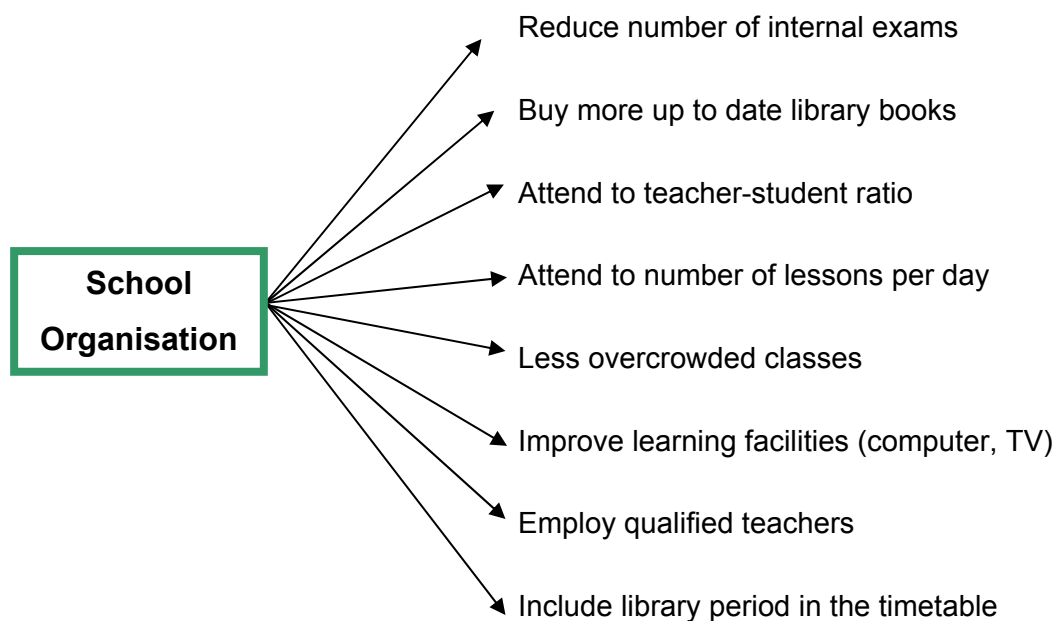 Reduce number of internal exams
Buy more up to date library books
Attend to teacher-student ratio
School
Organisation
Attend to number of lessons per day
Less overcrowded classes
Improve learning facilities (computer, TV)
Employ qualified teachers
Include library period in the timetable